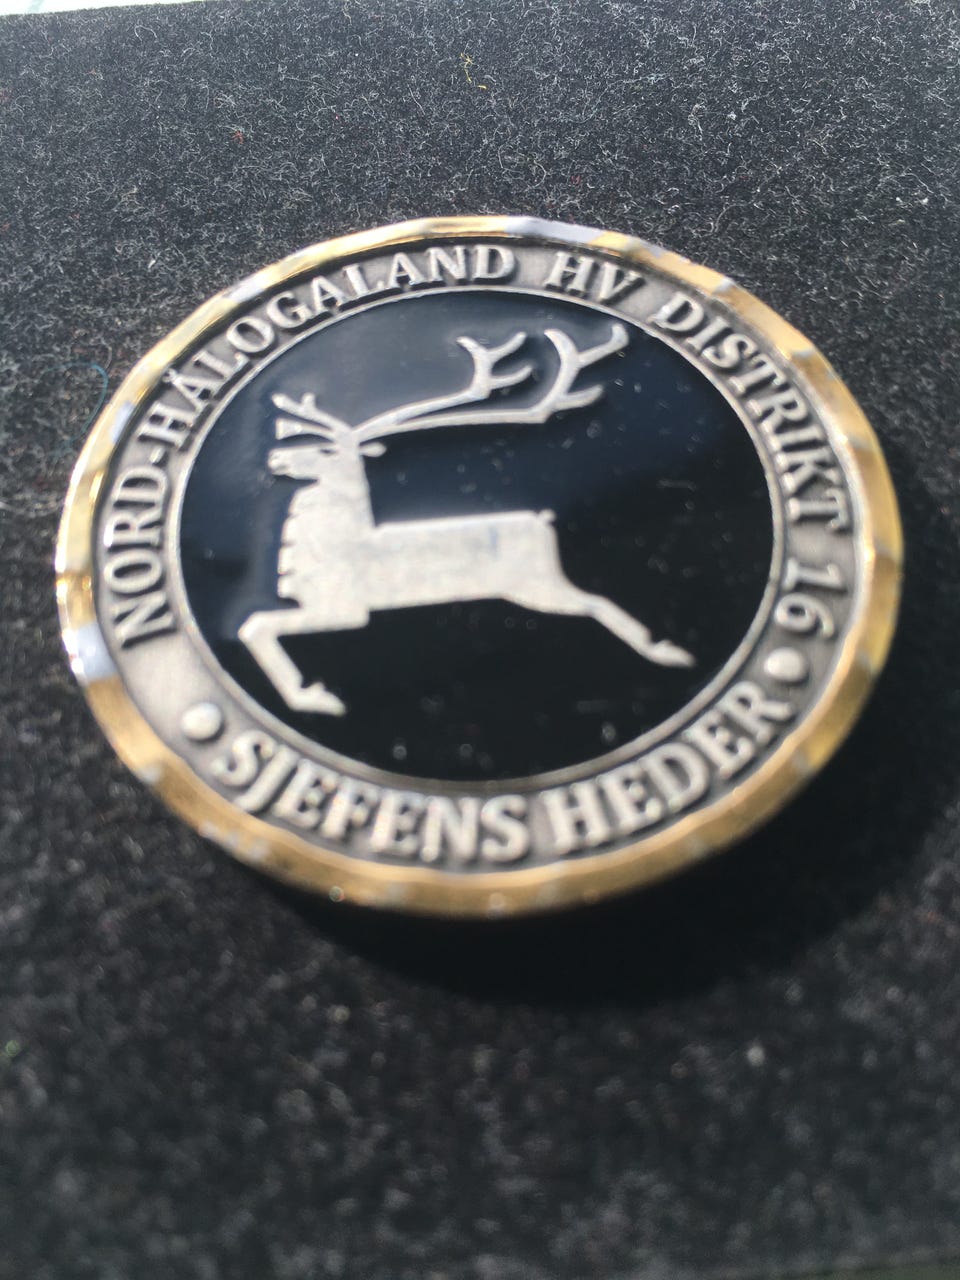 NORD-HÅLOGALAND HV DISTRIKT 16
SJEFENS HEDER